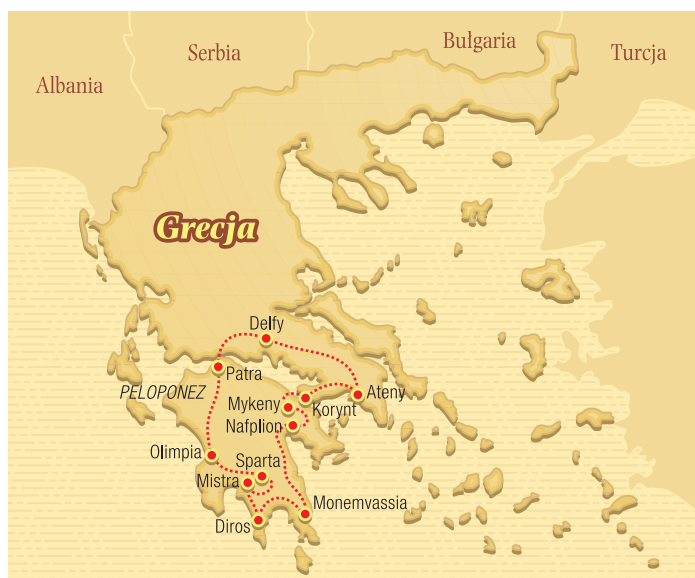 Bułgaria
Serbia
Turcja
Albania
Grecja
Delfy
Patra
PELOPONEZ
Ateny
Mykeny
Korynt
Nafplion
Olimpia
Sparta
Mistra
Monemvassia
Diros